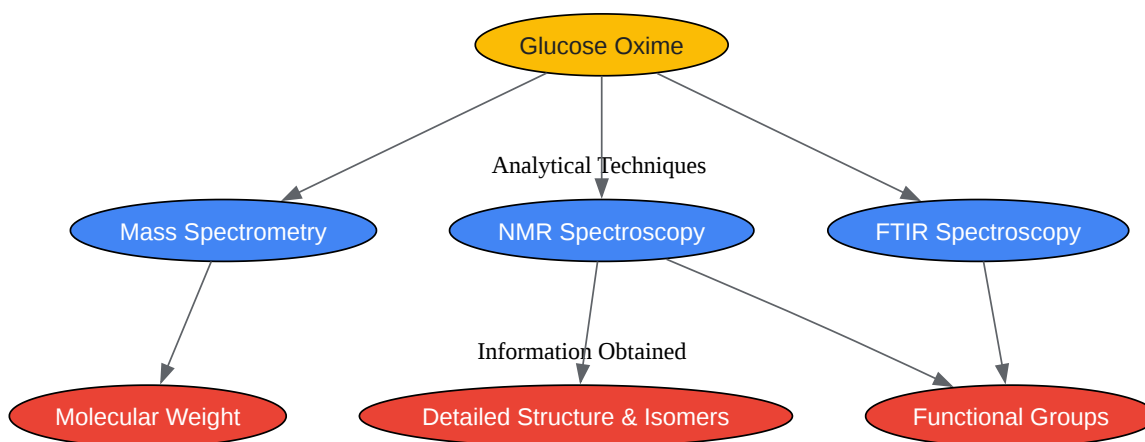 Glucose Oxime
Analytical Techniques
Mass Spectrometry
NMR Spectroscopy
FTIR Spectroscopy
Information Obtained
Molecular Weight
Detailed Structure & Isomers
Functional Groups